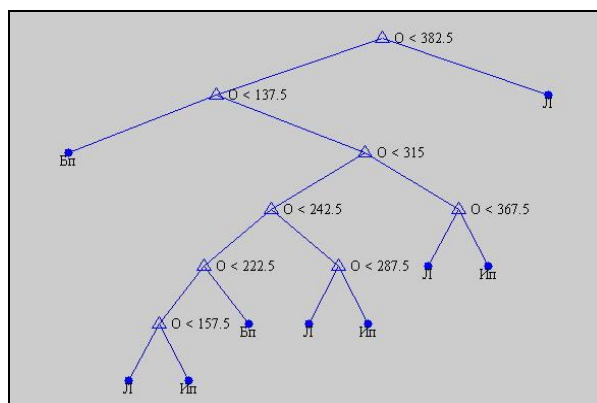 O < 382.5
O < 137.5
Л
Бп
O < 315
O < 242.5
O < 367.5
O < 222.5
O < 287.5
Л
Ип
O < 157.5
Бп
Л
Ип
Л
Ип